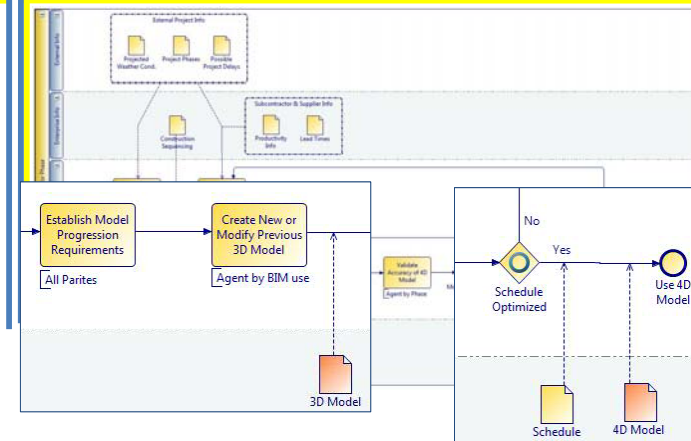 External Project Info
Projected
Weather Cond.
Project Phases
Possible
Project Delays
External Info
Subcontractor & Supplier Info
Construction
Sequencing
Productivity
Info
Lead Times
Enterprise Info
Establish Model
Progression
Requirements
All Parites
Create New or
Modify Previous
3D Model
Agent by BIM use
3D Model
Validate
Accuracy of 4D
Model
Agent by Phase
No
Yes
Schedule
Optimized
Use 4D
Model
Schedule
4D Model